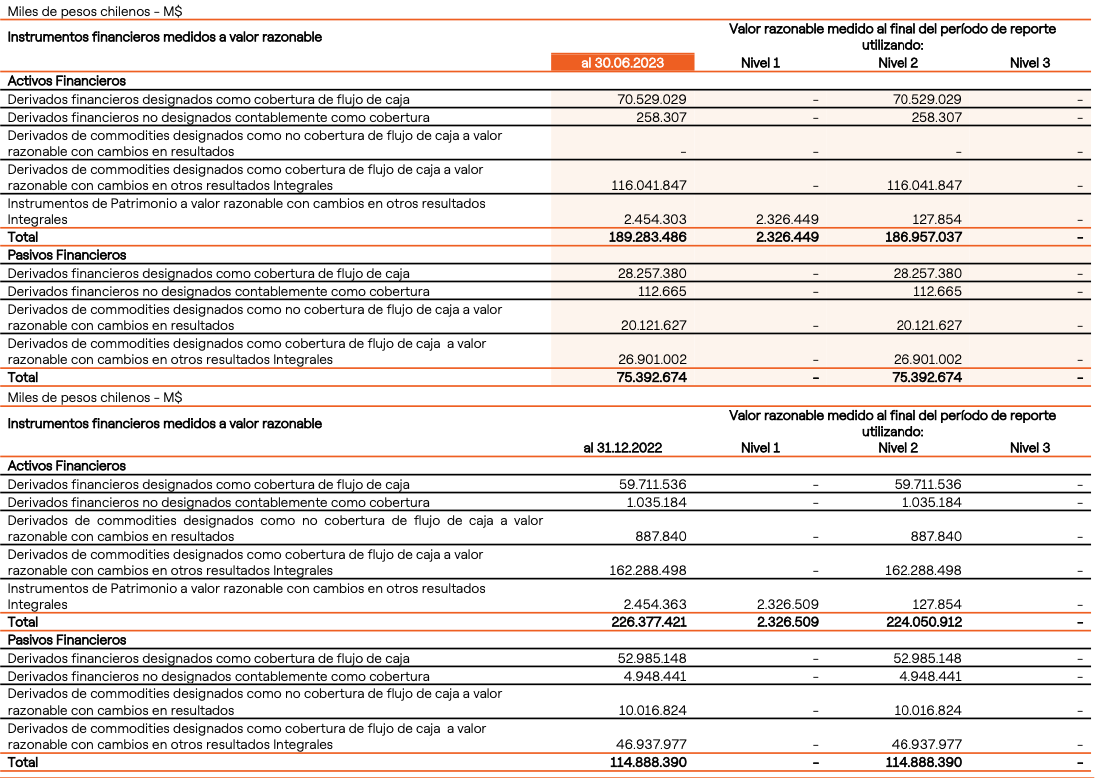 Miles de pesos chilenos - M$
Instrumentos financieros medidos a valor razonable
Valor razonable medido al final del período de reporte
utilizando:
al 30.06.2023 Nivel 1 Nivel 2 Nivel 3
Activos Financieros
Derivados financieros designados como cobertura de flujo de caja 70.529.029 - 70.529.029 -
Derivados financieros no designados contablemente como cobertura 258.307 - 258.307 -
Derivados de commodities designados como no cobertura de flujo de caja a valor
razonable con cambios en resultados - - - -
Derivados de commodities designados como cobertura de flujo de caja a valor
razonable con cambios en otros resultados Integrales 116.041.847 - 116.041.847 -
Instrumentos de Patrimonio a valor razonable con cambios en otros resultados
Integrales 2.454.303 2.326.449 127.854 -
Total 189.283.486 2.326.449 186.957.037 -
Pasivos Financieros
Derivados financieros designados como cobertura de flujo de caja 28.257.380 - 28.257.380 -
Derivados financieros no designados contablemente como cobertura 112.665 - 112.665 -
Derivados de commodities designados como no cobertura de flujo de caja a valor
razonable con cambios en resultados 20.121.627 - 20.121.627 -
Derivados de commodities designados como cobertura de flujo de caja a valor
razonable con cambios en otros resultados Integrales 26.901.002 - 26.901.002 -
Total 75.392.674 - 75.392.674 -
Miles de pesos chilenos - M$
Instrumentos financieros medidos a valor razonable
Valor razonable medido al final del período de reporte
utilizando:
al 31.12.2022 Nivel 1 Nivel 2 Nivel 3
Activos Financieros
Derivados financieros designados como cobertura de flujo de caja 59.711.536 - 59.711.536 -
Derivados financieros no designados contablemente como cobertura 1.035.184 - 1.035.184 -
Derivados de commodities designados como no cobertura de flujo de caja a valor
razonable con cambios en resultados 887.840 - 887.840 -
Derivados de commodities designados como cobertura de flujo de caja a valor
razonable con cambios en otros resultados Integrales 162.288.498 - 162.288.498 -
Instrumentos de Patrimonio a valor razonable con cambios en otros resultados
Integrales 2.454.363 2.326.509 127.854 -
Total 226.377.421 2.326.509 224.050.912 -
Pasivos Financieros
Derivados financieros designados como cobertura de flujo de caja 52.985.148 - 52.985.148 -
Derivados financieros no designados contablemente como cobertura 4.948.441 - 4.948.441 -
Derivados de commodities designados como no cobertura de flujo de caja a valor
razonable con cambios en resultados 10.016.824 - 10.016.824 -
Derivados de commodities designados como cobertura de flujo de caja a valor
razonable con cambios en otros resultados Integrales 46.937.977 - 46.937.977 -
Total 114.888.390 - 114.888.390 -